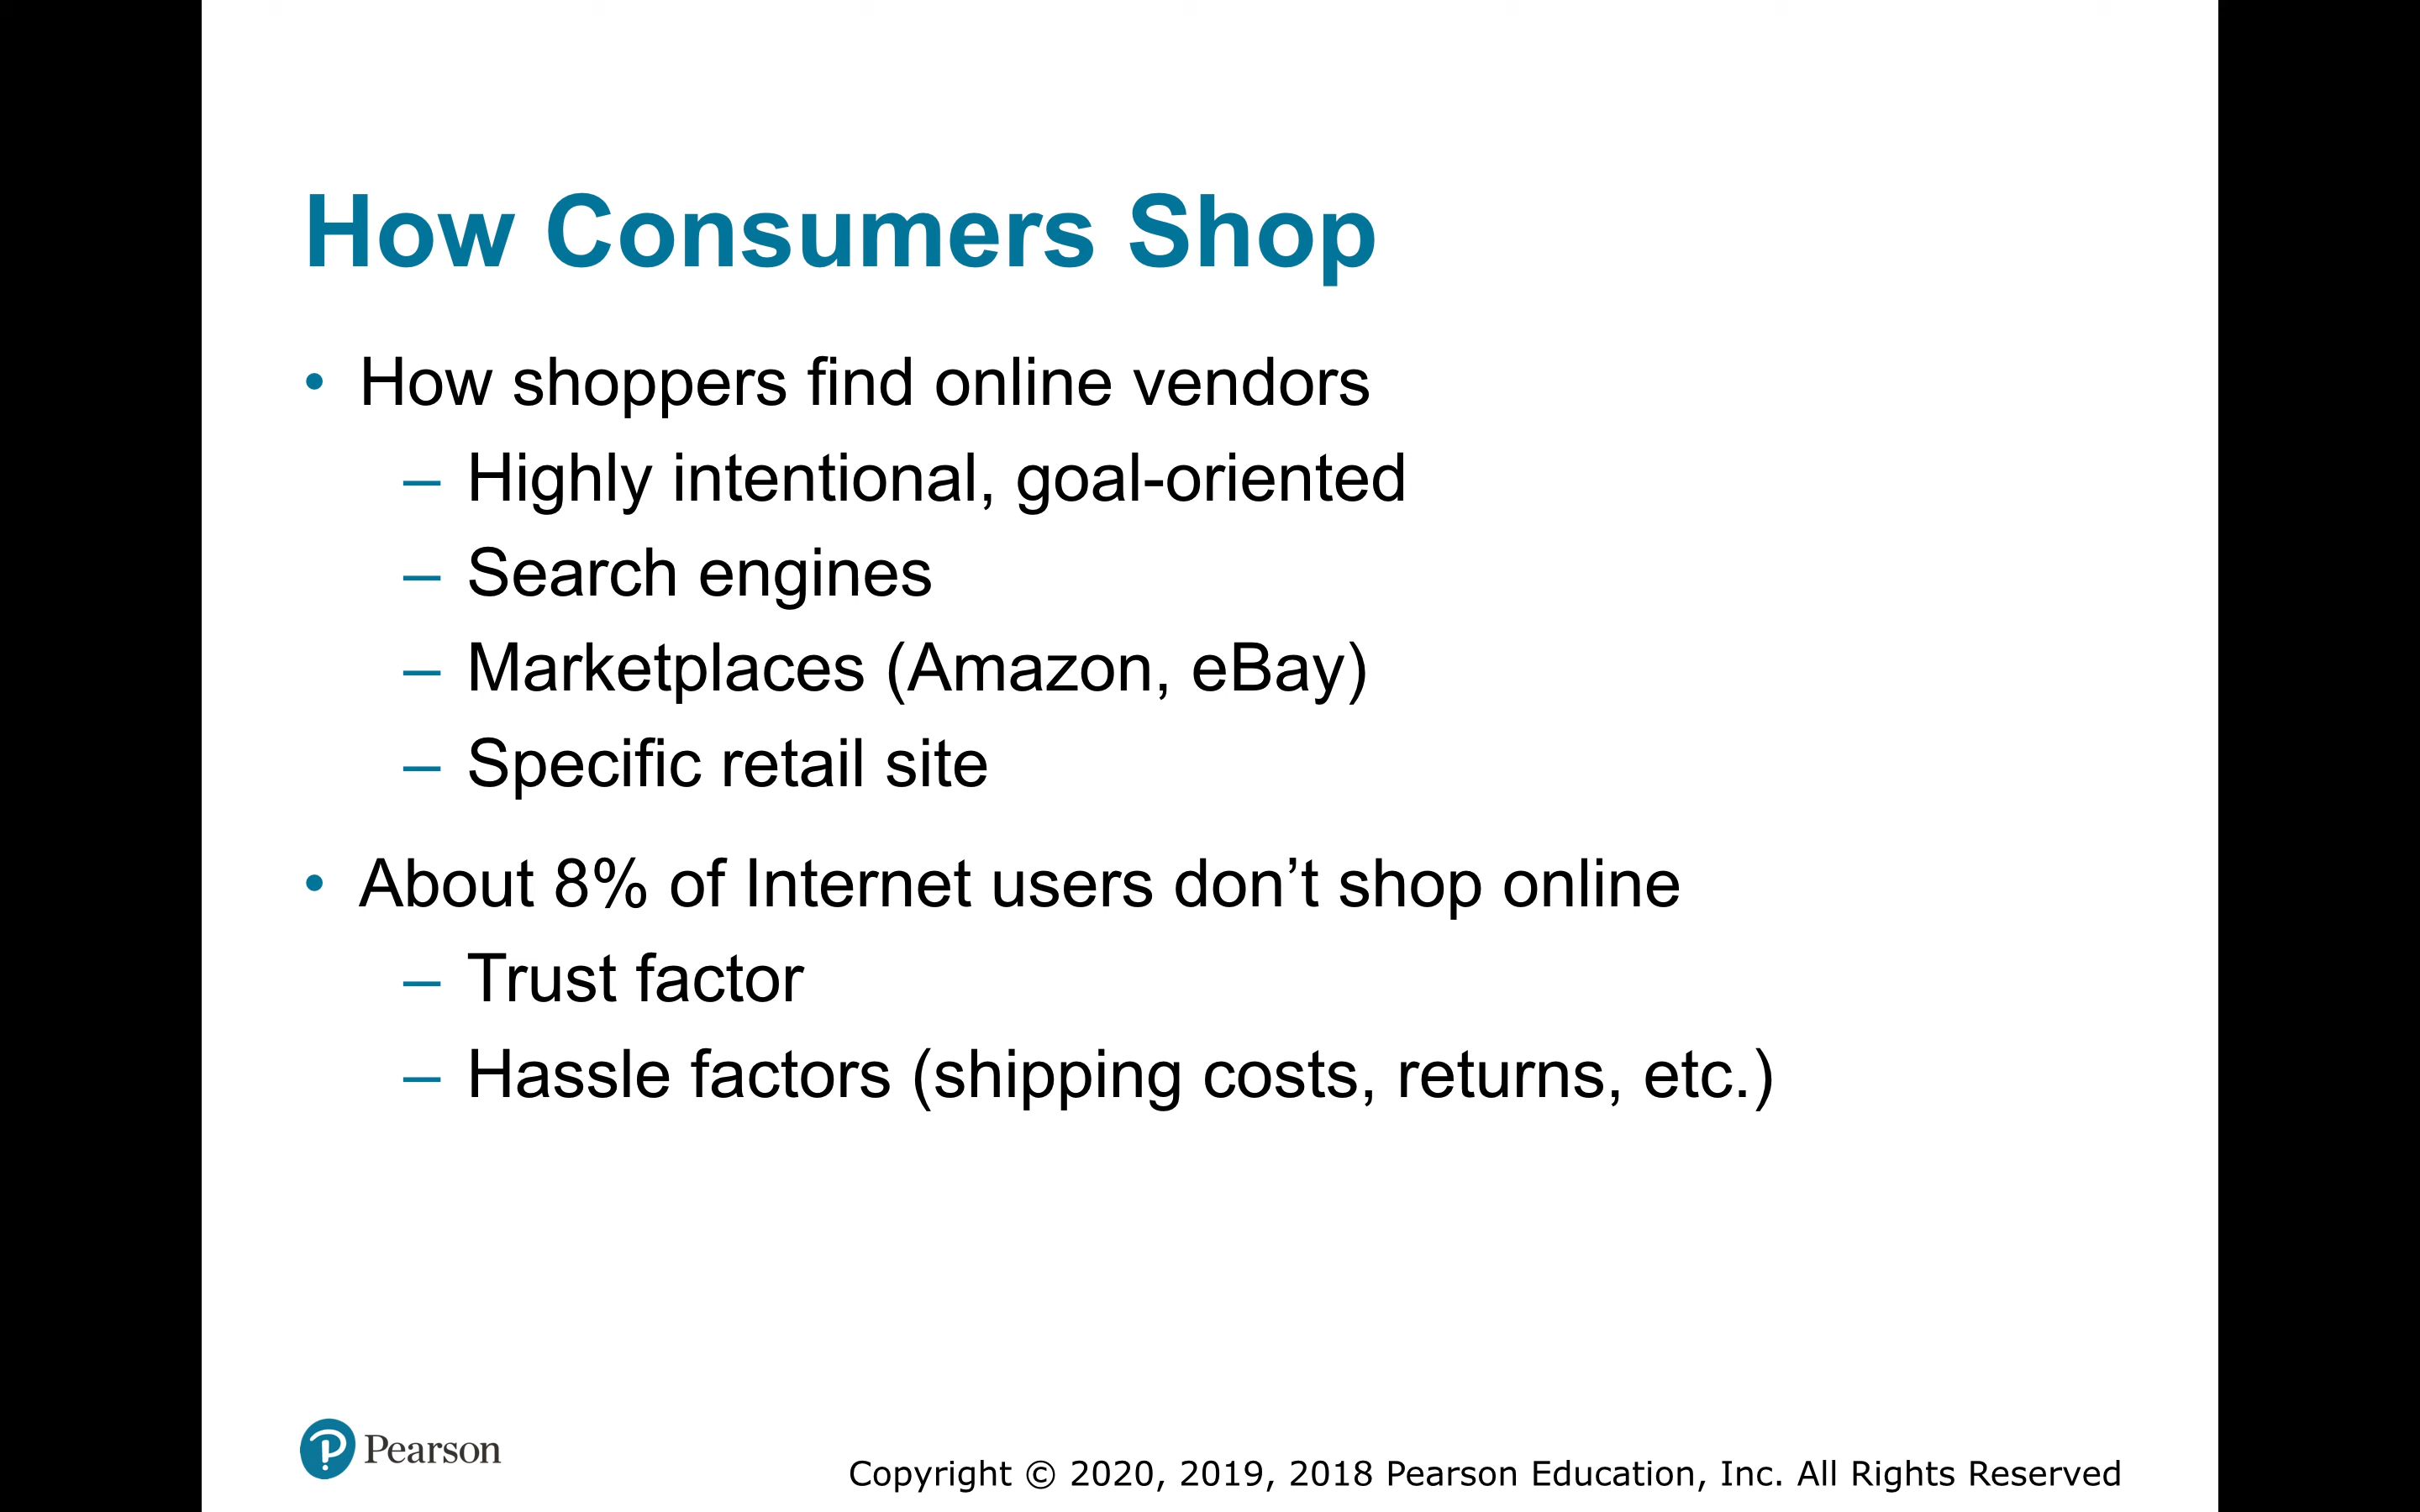 How Consumers Shop
• How shoppers find online vendors
– Highly intentional, goal-oriented
– Search engines
– Marketplaces (Amazon, eBay)
– Specific retail site
• About 8% of Internet users don’t shop online
– Trust factor
– Hassle factors (shipping costs, returns, etc.)
Pearson
Copyright © 2020, 2019, 2018 Pearson Education, Inc. All Rights Reserved